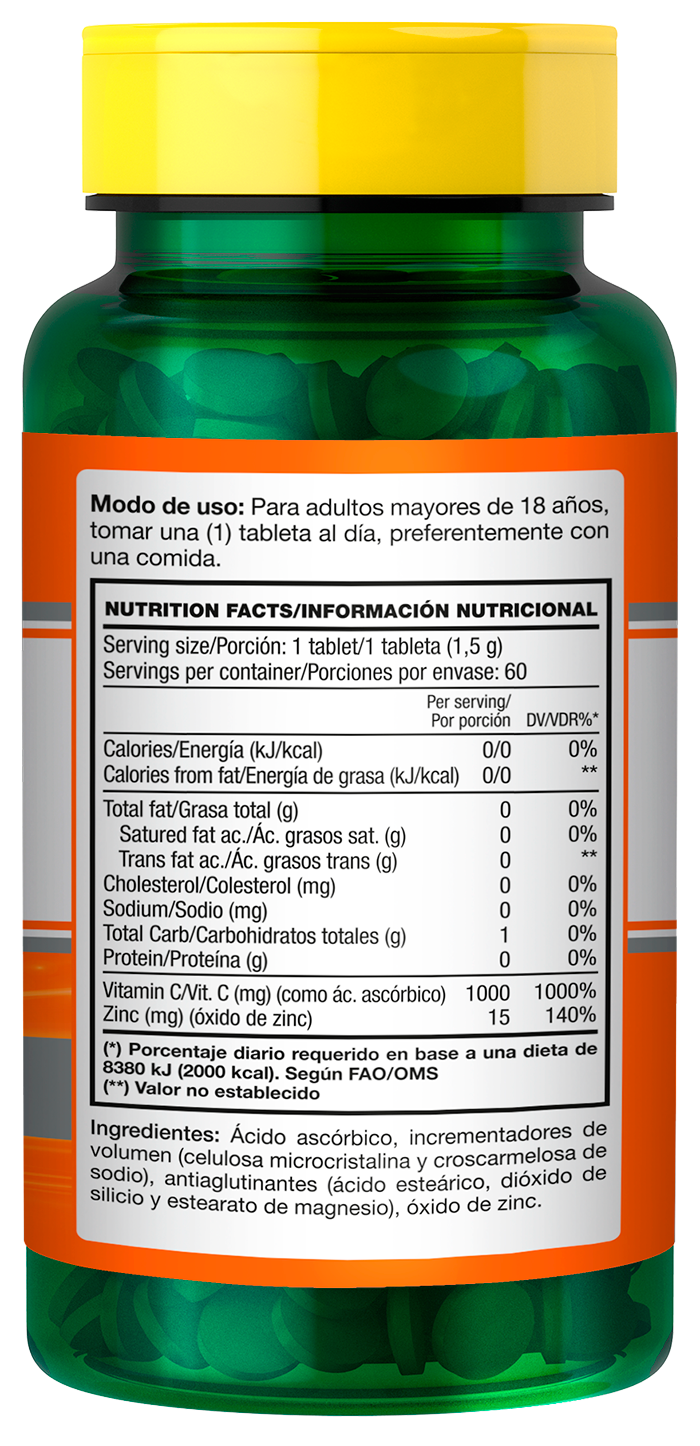 Modo de uso: Para adultos mayores de 18 años,
tomar una (1) tableta al día, preferentemente con
una comida.
NUTRITION FACTS/INFORMACIÓN NUTRICIONAL
Serving size/Porción: 1 tablet/1 tableta (1,5 g)
Servings per container/Porciones por envase: 60
Per serving/
Por porción DV/VDR%*
Calories/Energía (kJ/kcal) 0/0 0%
Calories from fat/Energía de grasa (kJ/kcal) 0/0 **
Total fat/Grasa total (g) 0 0%
Satured fat ac./Ác. grasos sat. (g) 0 0%
Trans fat ac./Ác. grasos trans (g) 0 **
Cholesterol/Colesterol (mg) 0 0%
Sodium/Sodio (mg) 0 0%
Total Carb/Carbohidratos totales (g) 1 0%
Protein/Proteína (g) 0 0%
Vitamin C/Vit. C (mg) (como ác. ascórbico) 1000 1000%
Zinc (mg) (óxido de zinc) 15 140%
(*) Porcentaje diario requerido en base a una dieta de
8380 kJ (2000 kcal). Según FAO/OMS
(**) Valor no establecido
Ingredientes: Ácido ascórbico, incrementadores de
volumen (celulosa microcristalina y croscarmelosa de
sodio), antiaglutinantes (ácido esteárico, dióxido de
silicio y estearato de magnesio), óxido de zinc.